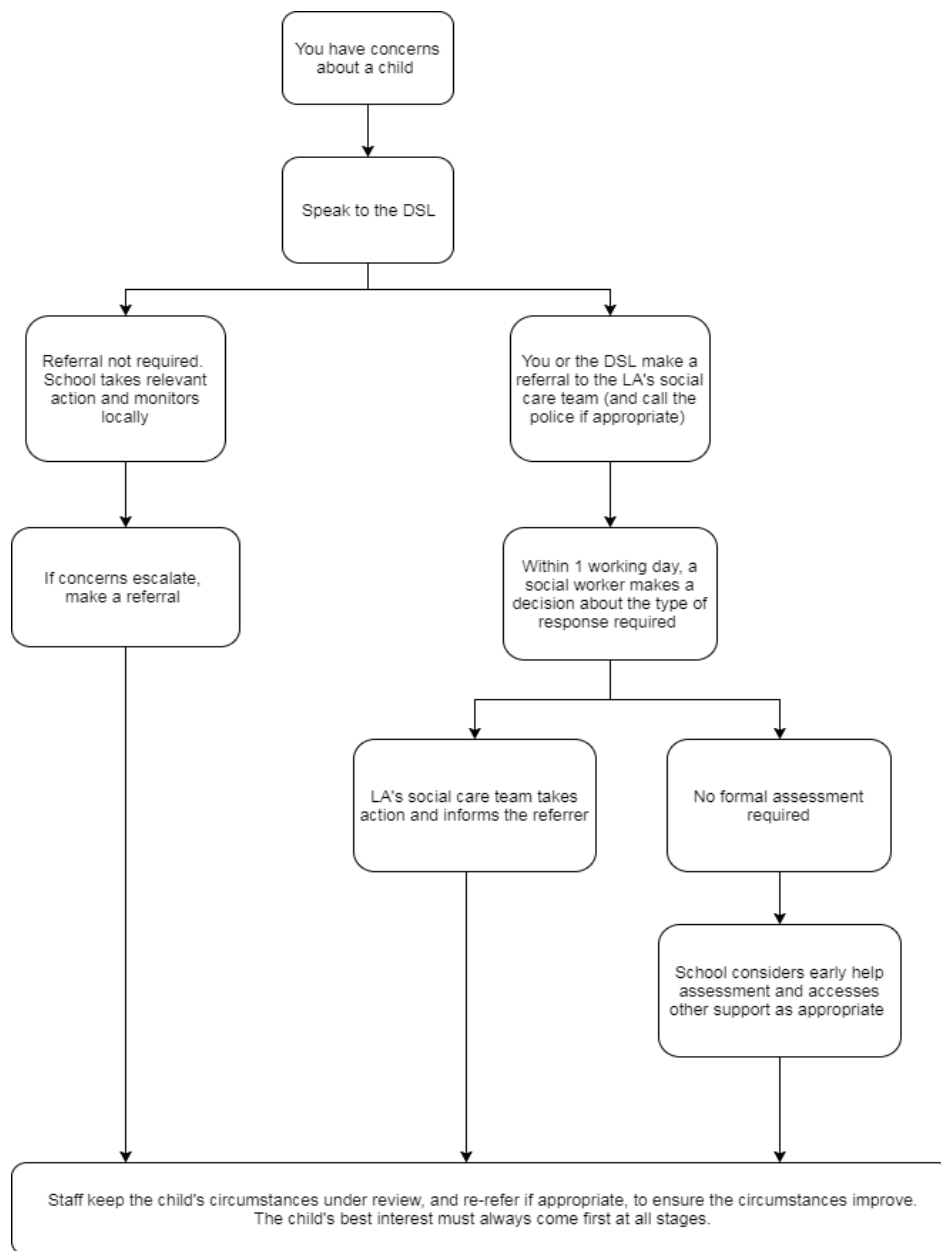 You have concerns
about a child
Speak to the DSL
Referral not required.
School takes relevant
action and monitors
locally
You or the DSL make a
referral to the LA's social
care team (and call the
police if appropriate)
If concerns escalate,
make a referral
Within 1 working day, a
social worker makes a
decision about the type of
response required
LA's social care team takes
action and informs the referrer
No formal assessment
required
School considers early help
assessment and accesses
other support as appropriate
Staff keep the child's circumstances under review, and re-refer if appropriate, to ensure the circumstances improve.
The child's best interest must always come first at all stages.